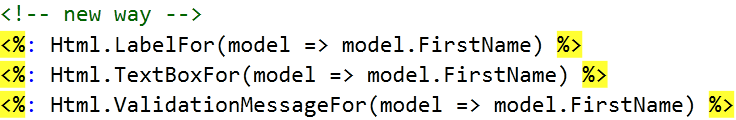 <!-- new way -->
<%: Html.LabelFor(model => model.FirstName) %>
<%: Html.TextBoxFor(model => model.FirstName) %>
<%: Html.ValidationMessageFor(model => model.FirstName) %>